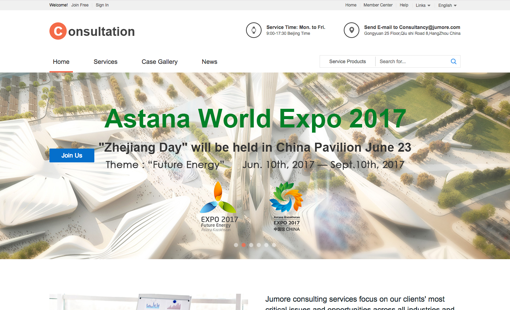 Welcome! Join Free Sign In Home Member Center Help Links English
Consultation
Service Time: Mon. to Fri.
9:00-17:30 Beijing Time
Send E-mail to Consultancy@jumore.com
Gongyuan 25 Floor,Qiu shi Road 8,HangZhou China
Home Services Case Gallery News
Service Products Search for...
Astana World Expo 2017
"Zhejiang Day" will be held in China Pavilion June 23
Join Us
Theme : “Future Energy” Jun. 10th, 2017 — Sept.10th, 2017
EXPO 2017
Future Energy
Astana Kazakhstan
Astana Kazakhstan
EXPO 2017
中国馆 CHINA
Jumore consulting services focus on our clients' most
critical issues and opportunities across all industries and